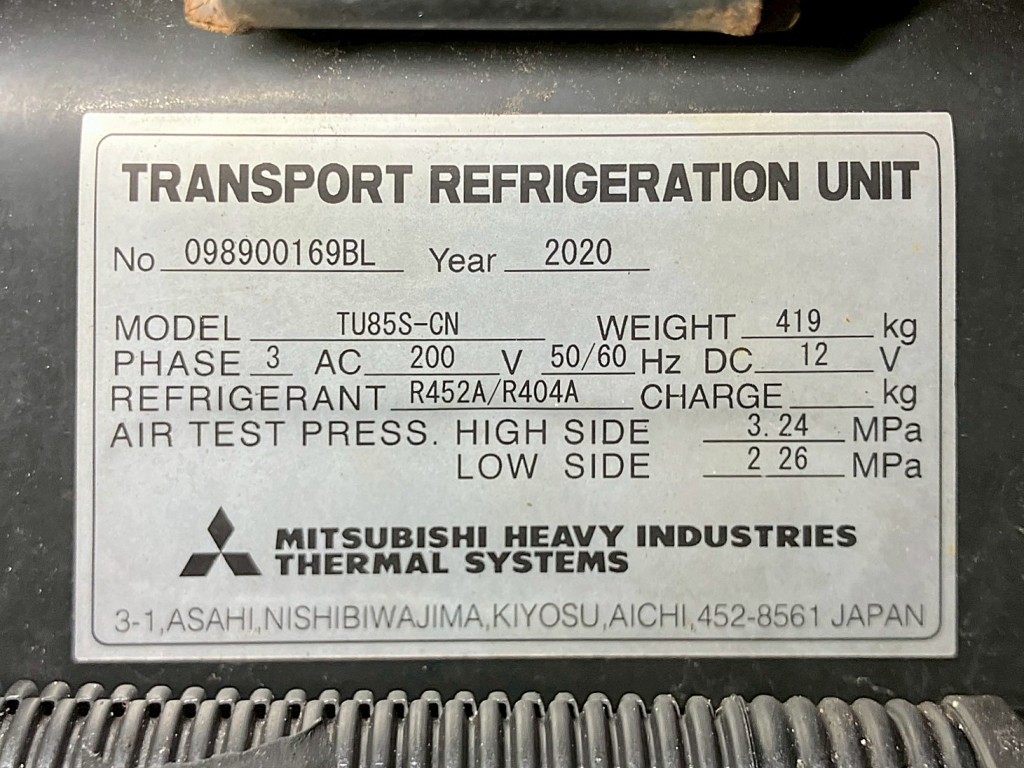 TRANSPORT REFRIGERATION UNIT
No 098900169BL Year 2020
MODEL TU85S-CN WEIGHT 419 kg
PHASE 3 AC 200 V 50/60 Hz DC 12 V
REFRIGERANT R452A/R404A CHARGE kg
AIR TEST PRESS. HIGH SIDE 3.24 MPa
LOW SIDE 2 26 MPa
MITSUBISHI HEAVY INDUSTRIES
THERMAL SYSTEMS
3-1,ASAHI,NISHIBIWAJIMA,KIYOSU,AICHI,452-8561 JAPAN